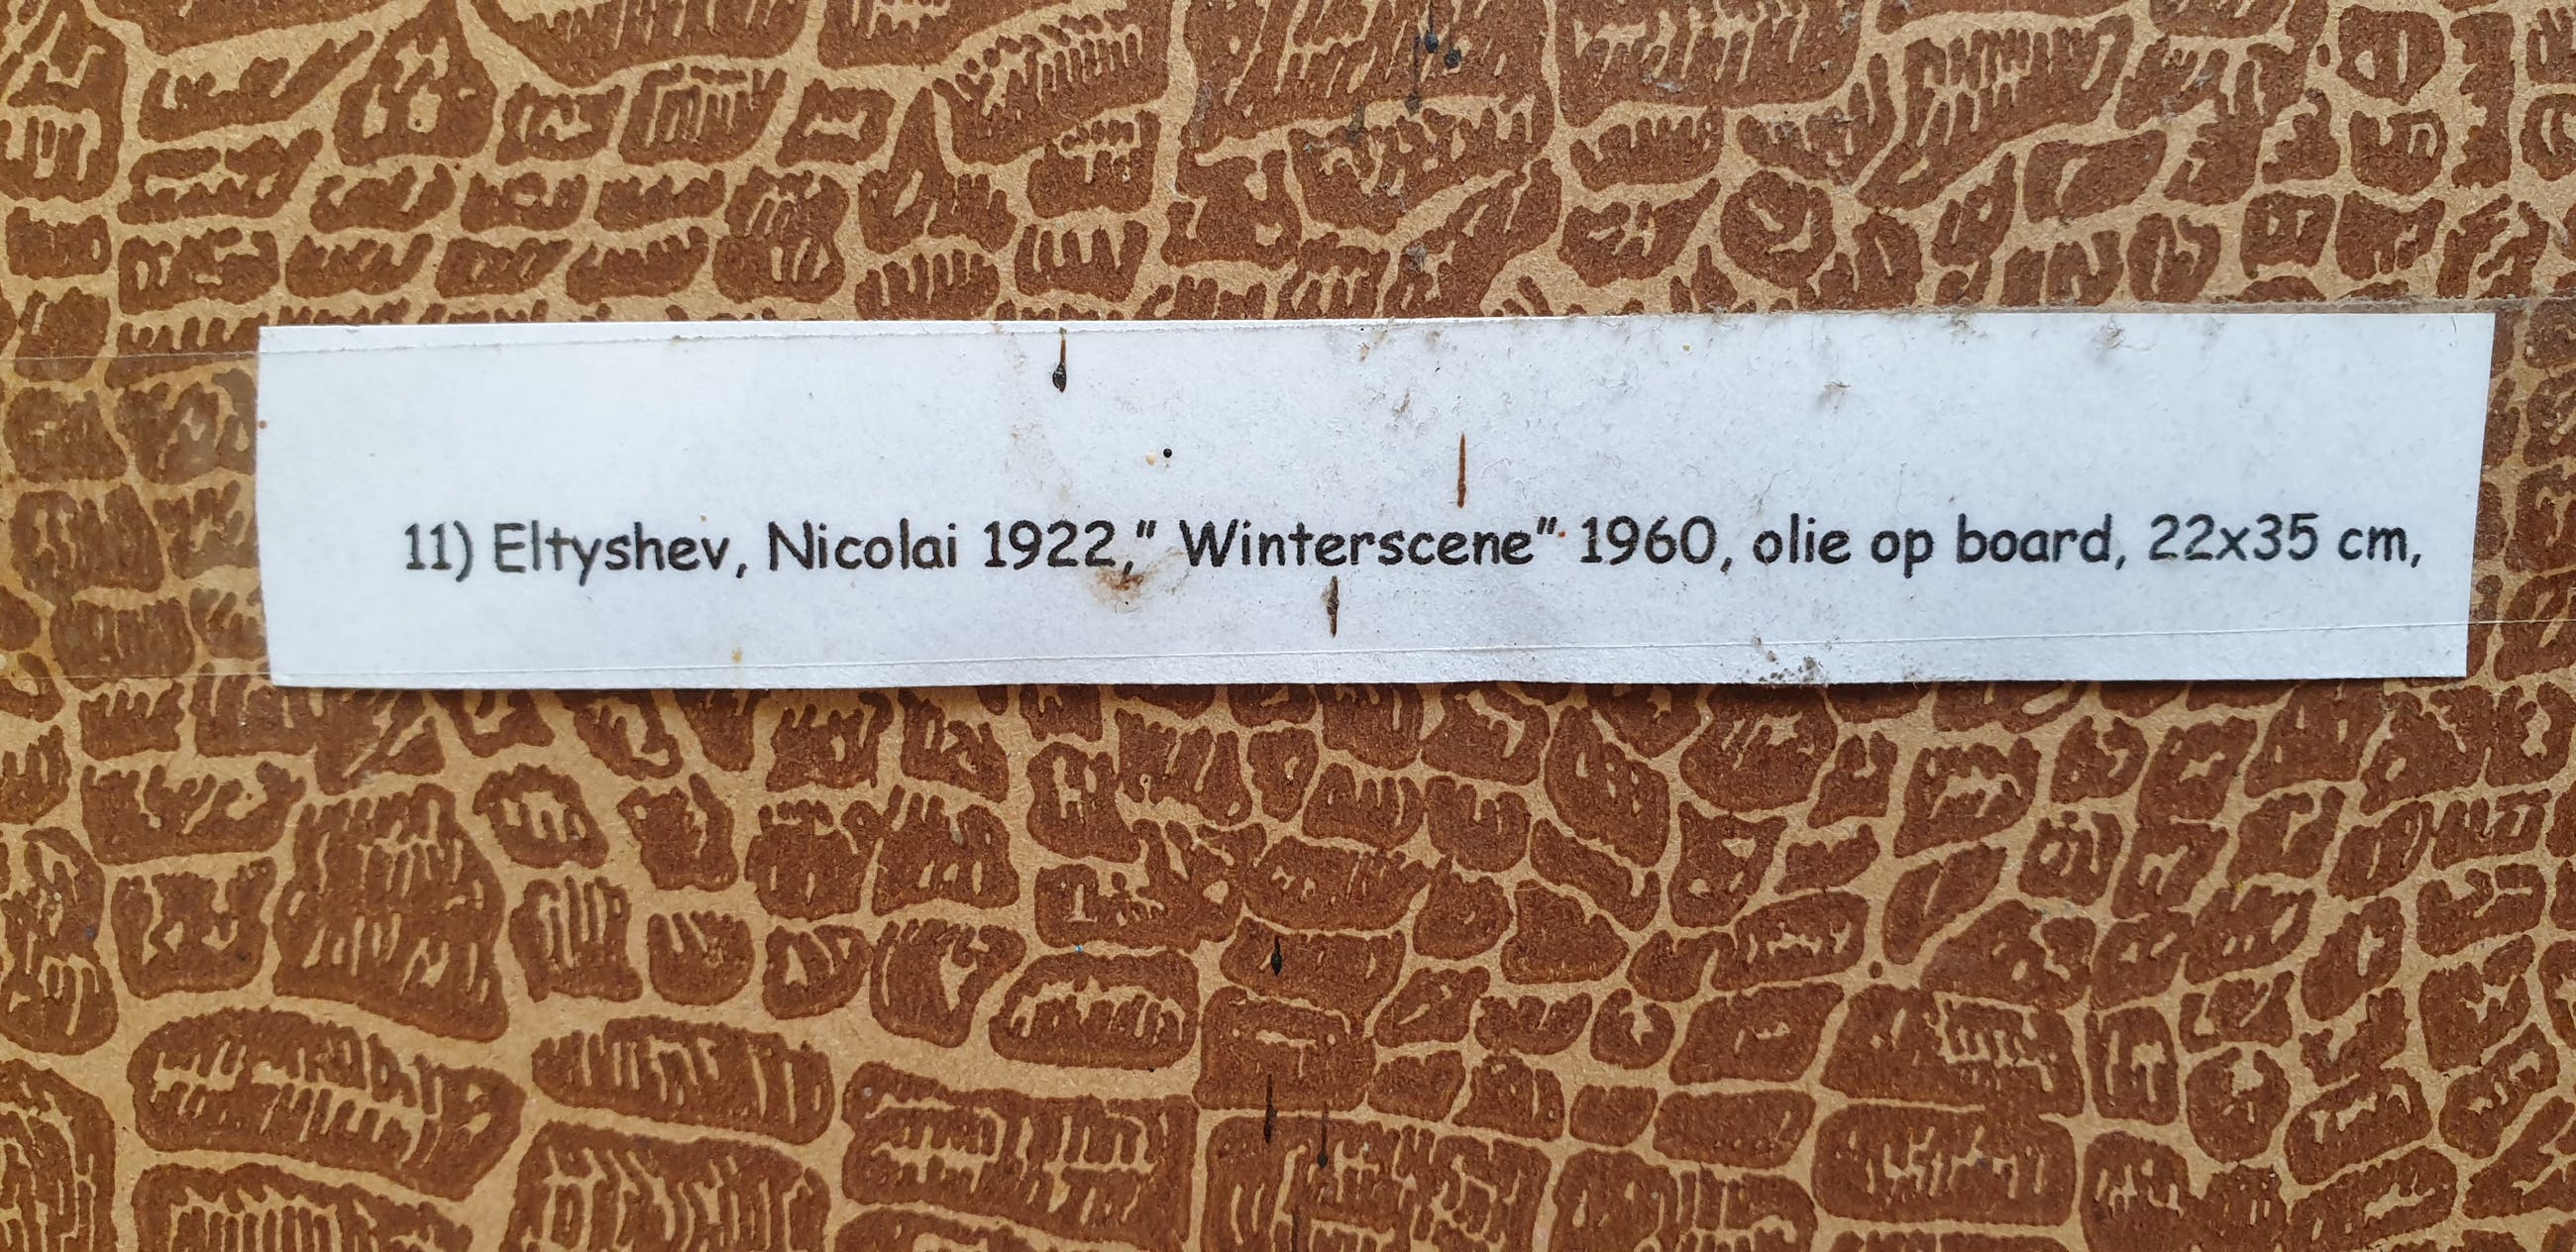 11) Eltyshev, Nicolai 1922," Winterscene" 1960, olie op board, 22x35 cm,